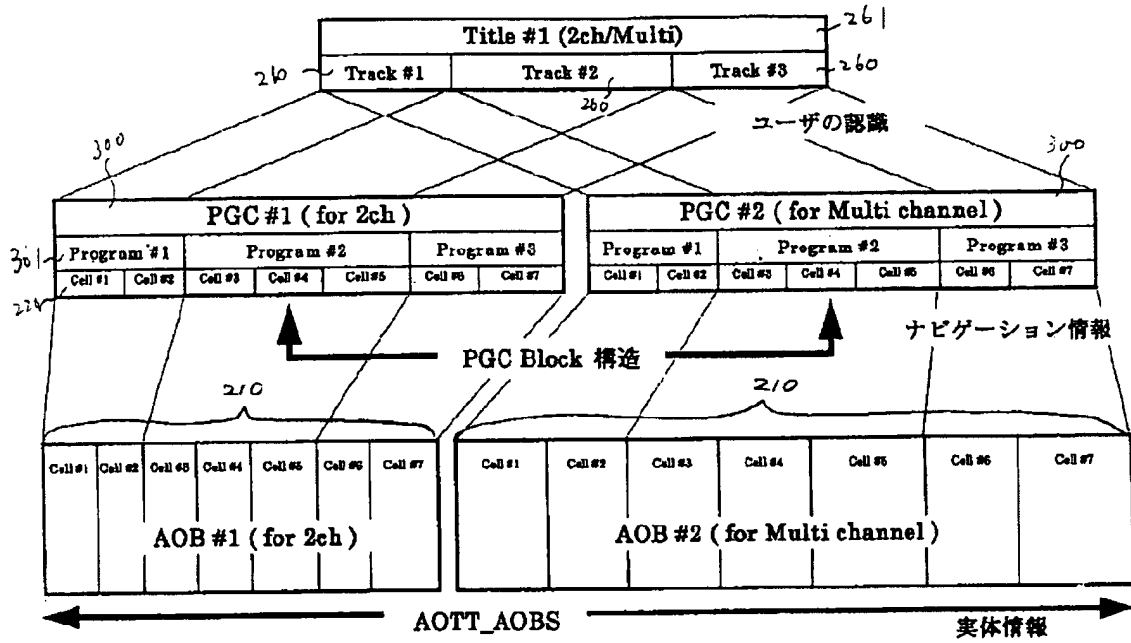 Title #1 (2ch/Multi) 261
260 Track #1 Track #2 Track #3 260
260
ユーザの認識
300 300
PGC #1 ( for 2ch ) PGC #2 ( for Multi channel )
301 Program #1 Program #2 Program #3 Program #1 Program #2 Program #3
Cell #1 Cell #2 Cell #3 Cell #4 Cell #5 Cell #6 Cell #7 Cell #1 Cell #2 Cell #3 Cell #4 Cell #5 Cell #6 Cell #7
ナビゲーション情報
PGC Block 構造
210 210
Cell #1 Cell #2 Cell #3 Cell #4 Cell #5 Cell #6 Cell #7 Cell #1 Cell #2 Cell #3 Cell #4 Cell #5 Cell #6 Cell #7
AOB #1 ( for 2ch ) AOB #2 ( for Multi channel )
AOTT_AOBS 実体情報